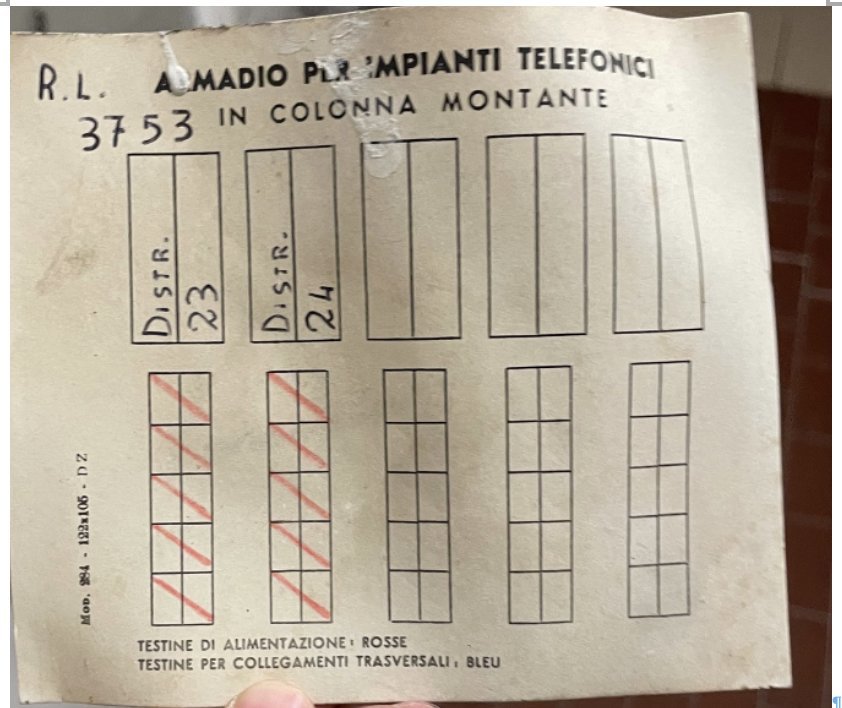 R.L. ARMADIO PER IMPIANTI TELEFONICI
3753 IN COLONNA MONTANTE
DISTR.
23
DISTR.
24
MOD. 284 - 122x105 - DZ
TESTINE DI ALIMENTAZIONE: ROSSE
TESTINE PER COLLEGAMENTI TRASVERSALI: BLEU